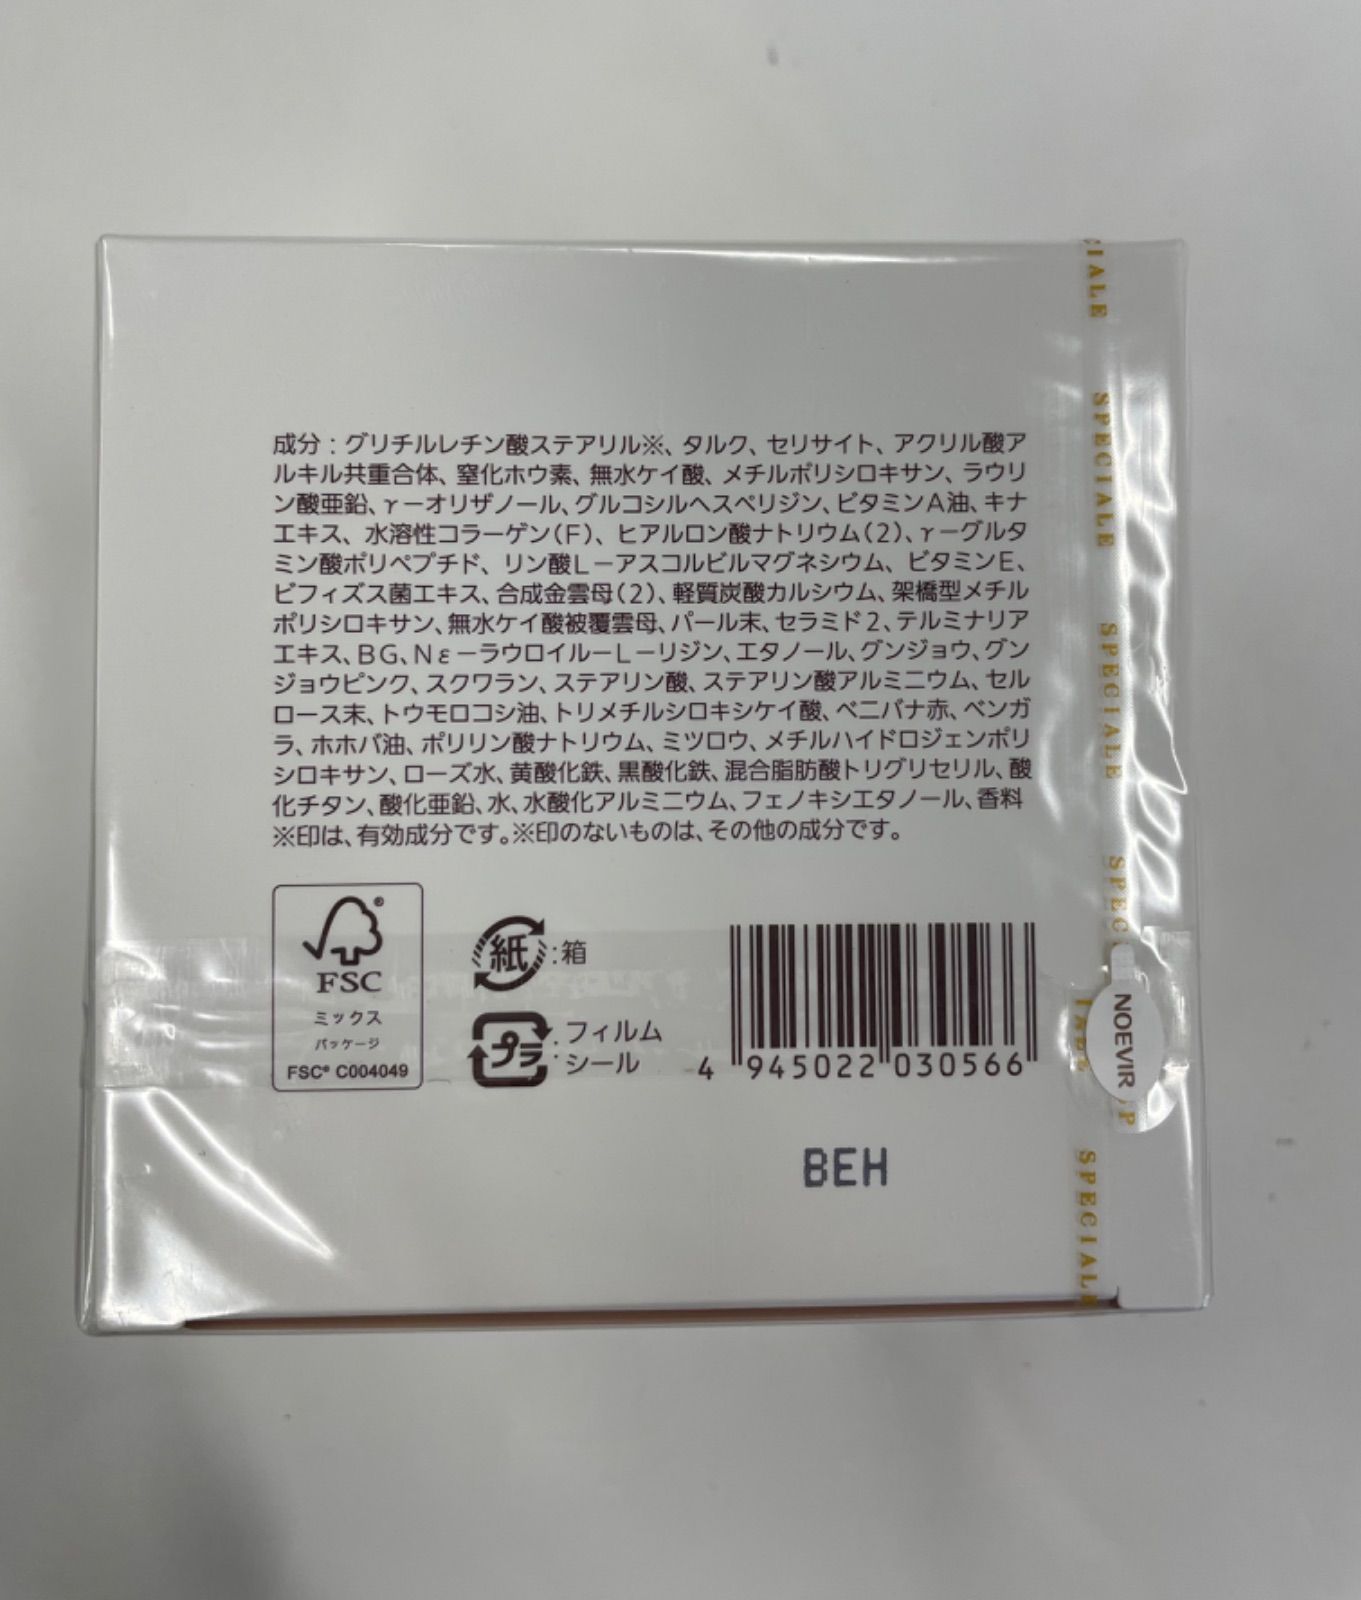 成分：グリチルレチン酸ステアリル※、タルク、セリサイト、アクリル酸ア
ルキル共重合体、窒化ホウ素、無水ケイ酸、メチルポリシロキサン、ラウリ
ン酸亜鉛、γーオリザノール、グルコシルヘスペリジン、ビタミンA油、キナ
エキス、水溶性コラーゲン(F)、ヒアルロン酸ナトリウム(2)、γーグルタ
ミン酸ポリペプチド、リン酸Lーアスコルビルマグネシウム、ビタミンE、
ビフィズス菌エキス、合成金雲母(2)、軽質炭酸カルシウム、架橋型メチル
ポリシロキサン、無水ケイ酸被覆雲母、パール末、セラミド2、テルミナリア
エキス、BG、NεーラウロイルーLーリジン、エタノール、グンジョウ、グン
ジョウピンク、スクワラン、ステアリン酸、ステアリン酸アルミニウム、セル
ロース末、トウモロコシ油、トリメチルシロキシケイ酸、ベニバナ赤、ベンガ
ラ、ホホバ油、ポリリン酸ナトリウム、ミツロウ、メチルハイドロジェンポリ
シロキサン、ローズ水、黄酸化鉄、黒酸化鉄、混合脂肪酸トリグリセリル、酸
化チタン、酸化亜鉛、水、水酸化アルミニウム、フェノキシエタノール、香料
※印は、有効成分です。※印のないものは、その他の成分です。
FSC®
ミックス
パッケージ
FSC® C004049
紙:箱
プラ:フィルム
シール
4 945022 030566
BEH
CIALE
SPECIALE
SPECIALE
SPEC
NOEVIR
SPECIAL